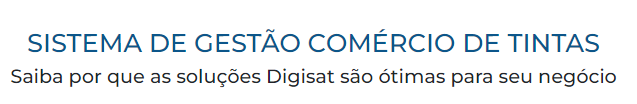 SISTEMA DE GESTÃO COMÉRCIO DE TINTAS
Saiba por que as soluções Digisat são ótimas para seu negócio